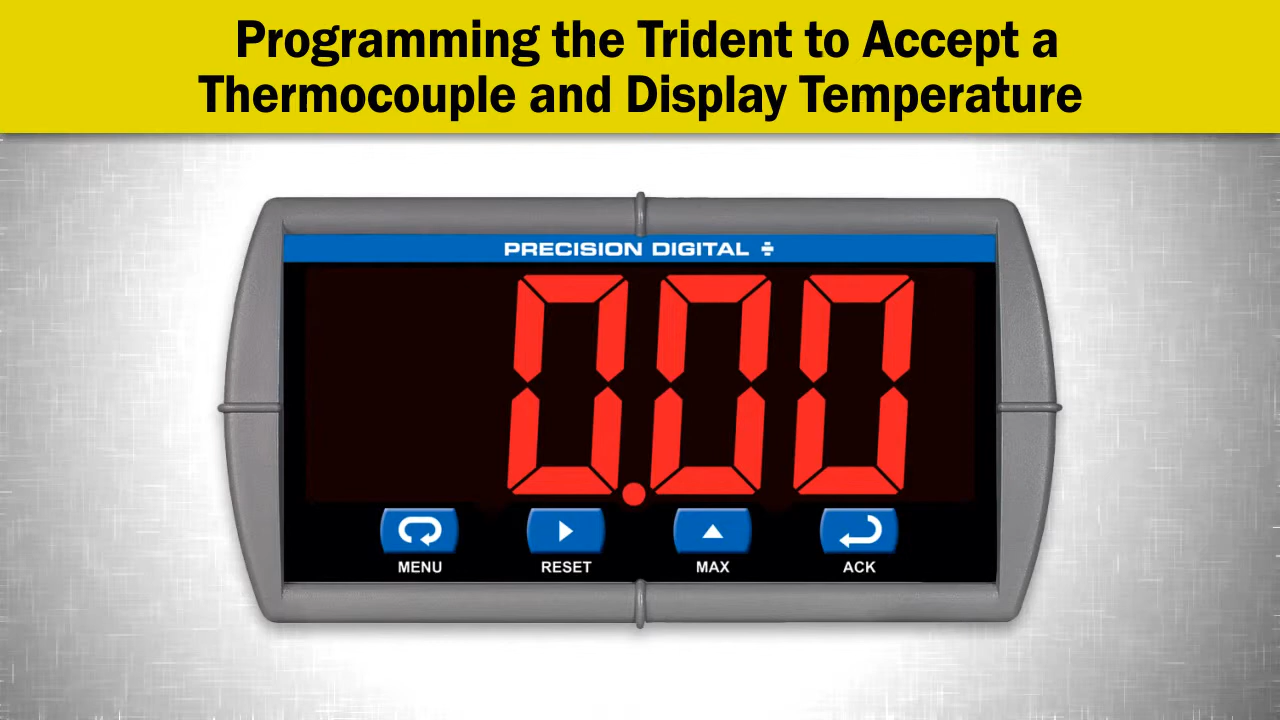 Programming the Trident to Accept a
Thermocouple and Display Temperature
PRECISION DIGITAL
0.00
MENU RESET MAX ACK